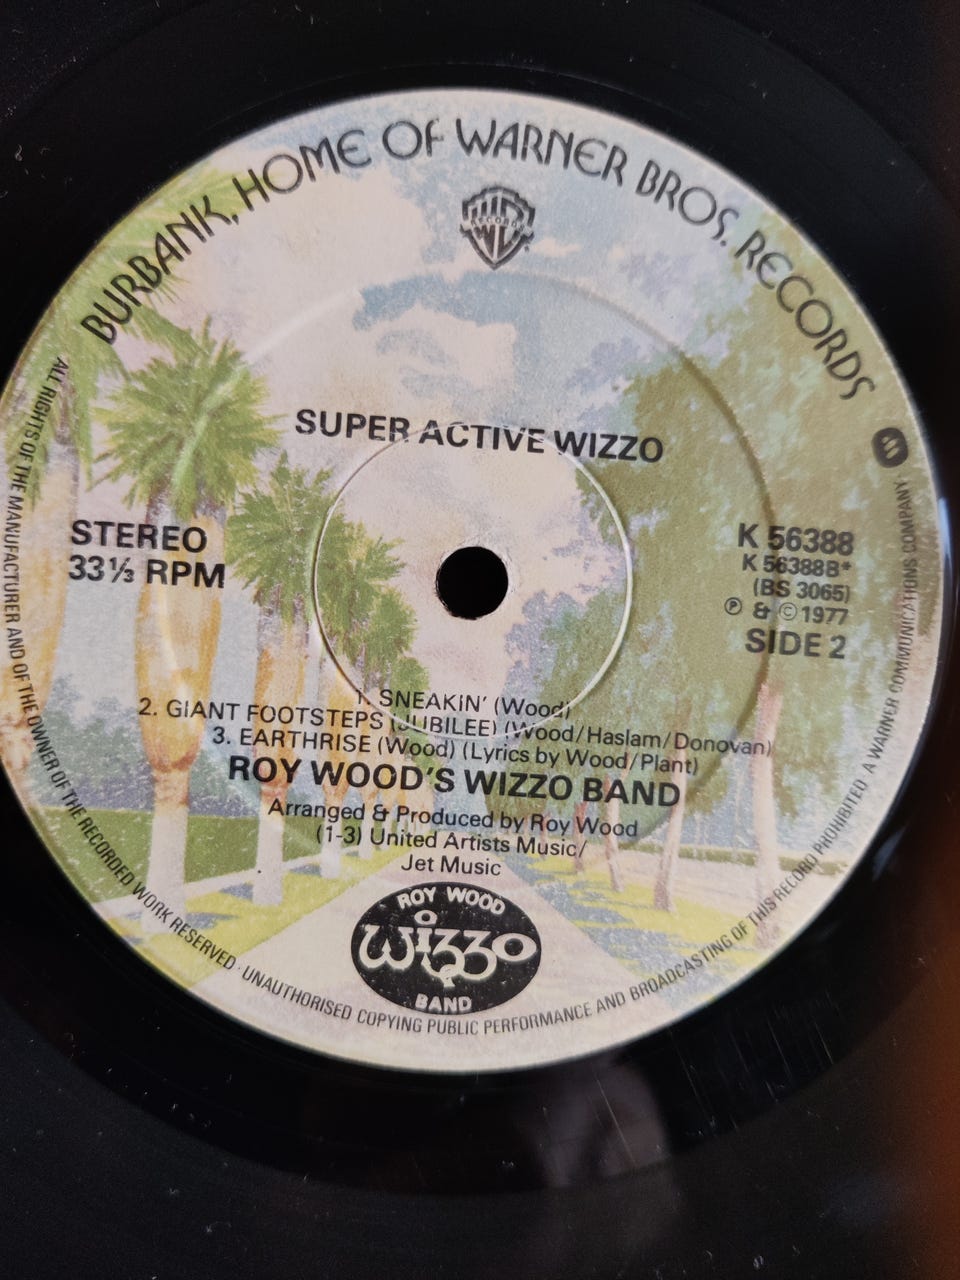 BURBANK, HOME OF WARNER BROS. RECORDS
RECORDS
SUPER ACTIVE WIZZO
STEREO
33⅓ RPM
K 56388
K 56388B*
(BS 3065)
Ⓟ & © 1977
SIDE 2
1. SNEAKIN' (Wood)
2. GIANT FOOTSTEPS (JUBILEE) (Wood/Haslam/Donovan)
3. EARTHRISE (Wood) (Lyrics by Wood/Plant)
ROY WOOD'S WIZZO BAND
Arranged & Produced by Roy Wood
(1-3) United Artists Music/
Jet Music
ROY WOOD
Wizzo
BAND
ALL RIGHTS OF THE MANUFACTURER AND OF THE OWNER OF THE RECORDED WORK RESERVED · UNAUTHORISED COPYING PUBLIC PERFORMANCE AND BROADCASTING OF THIS RECORD PROHIBITED. A WARNER COMMUNICATIONS COMPANY